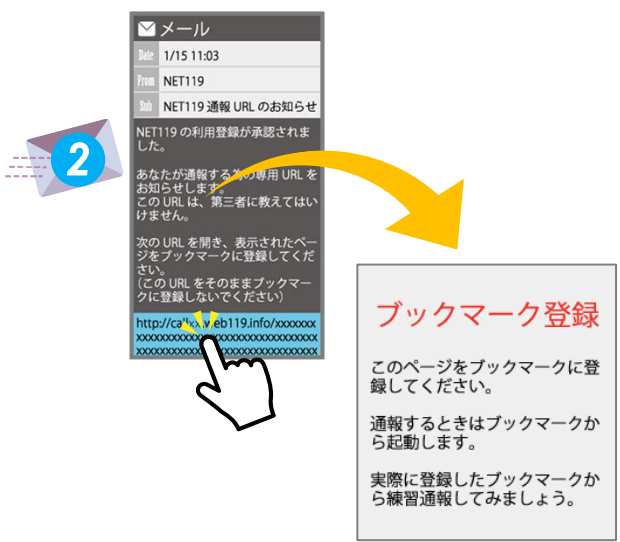 メール
Date 1/15 11:03
From NET119
Sub NET119 通報 URL のお知らせ
2
NET119 の利用登録が承認されま
した。
あなたが通報する為の専用 URL を
お知らせします。
この URL は、第三者に教えてはい
けません。
次の URL を開き、表示されたペー
ジをブックマークに登録してくだ
さい。
（この URL をそのままブックマー
クに登録しないでください）
http://callxx.web119.info/xxxxxxx
xxxxxxxxxxxxxxxxxxxxxxxxxxxxxx
xxxxxxxxxxxxxxxxxxxxxxxxxxxxxx
ブックマーク登録
このページをブックマークに登
録してください。
通報するときはブックマークか
ら起動します。
実際に登録したブックマークか
ら練習通報してみましょう。